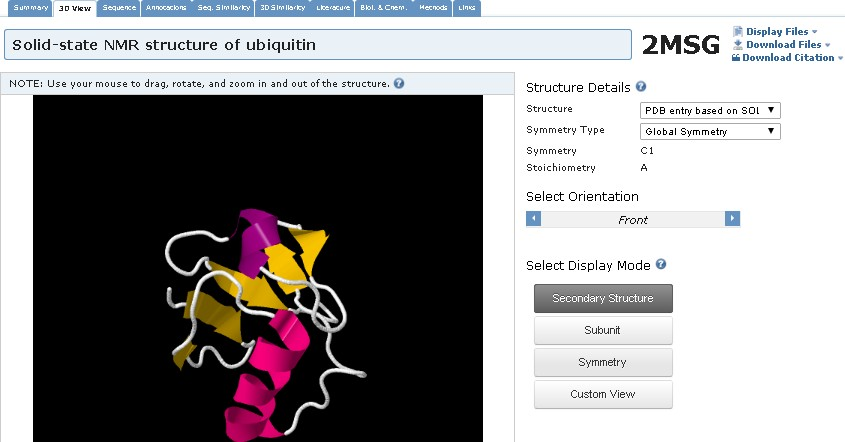 Summary 3D View Sequence Annotations Seq. Similarity 3D Similarity Literature Biol. & Chem. Methods Links
Solid-state NMR structure of ubiquitin
2MSG
Display Files
Download Files
Download Citation
NOTE: Use your mouse to drag, rotate, and zoom in and out of the structure. ?
Structure Details ?
Structure PDB entry based on SOL
Symmetry Type Global Symmetry
Symmetry C1
Stoichiometry A
Select Orientation
Front
Select Display Mode ?
Secondary Structure
Subunit
Symmetry
Custom View